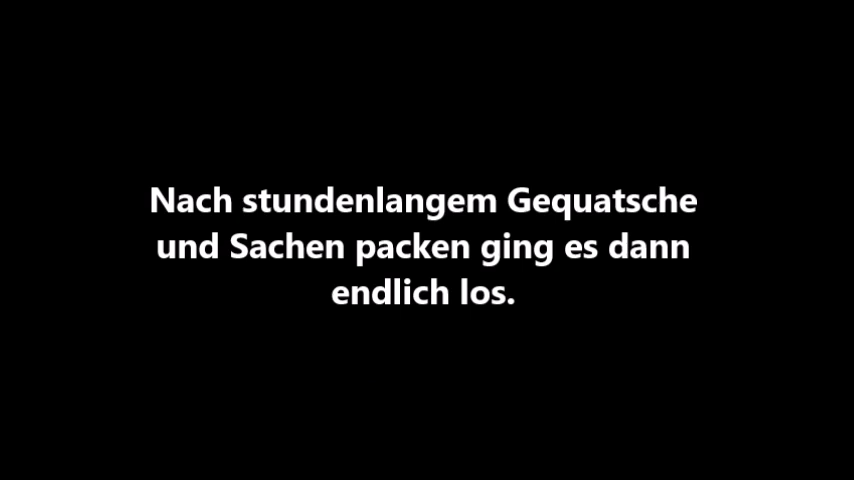 Nach stundenlangem Gequatsche
und Sachen packen ging es dann
endlich los.